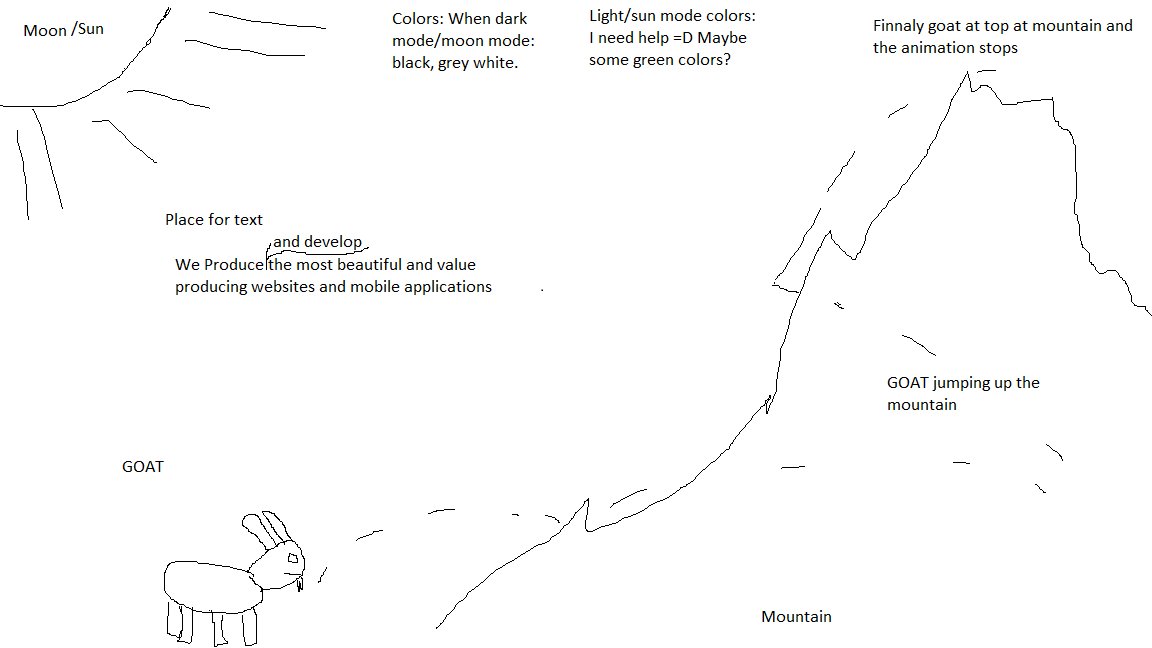 Moon /Sun
Colors: When dark
mode/moon mode:
black, grey white.
Light/sun mode colors:
I need help =D Maybe
some green colors?
Finnaly goat at top at mountain and
the animation stops
Place for text
and develop
We Produce the most beautiful and value
producing websites and mobile applications
GOAT jumping up the
mountain
GOAT
Mountain